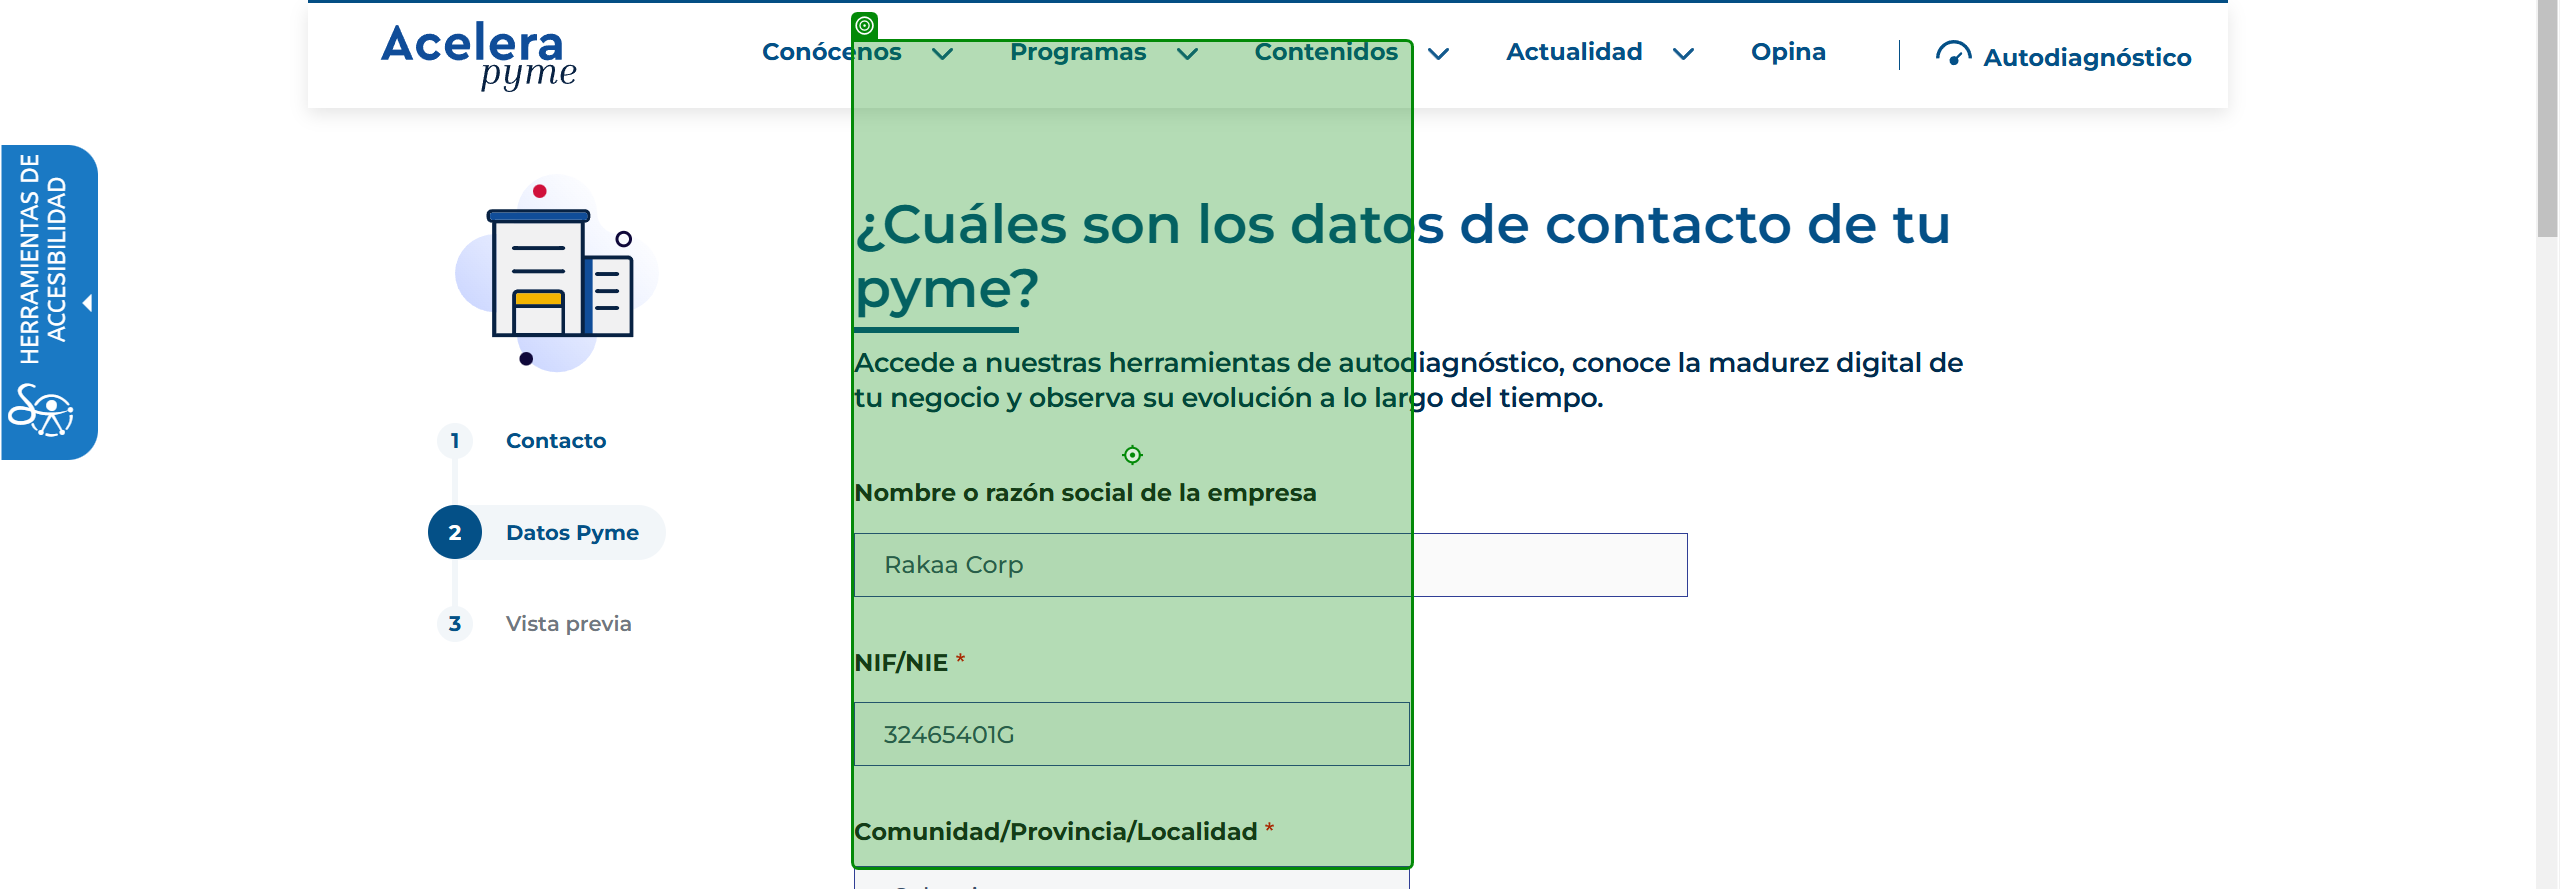 Acelera
pyme
Conócenos
Programas
Contenidos
Actualidad
Opina
Autodiagnóstico
HERRAMIENTAS DE
ACCESIBILIDAD
1 Contacto
2 Datos Pyme
3 Vista previa
¿Cuáles son los datos de contacto de tu
pyme?
Accede a nuestras herramientas de autodiagnóstico, conoce la madurez digital de
tu negocio y observa su evolución a lo largo del tiempo.
Nombre o razón social de la empresa
Rakaa Corp
NIF/NIE *
32465401G
Comunidad/Provincia/Localidad *